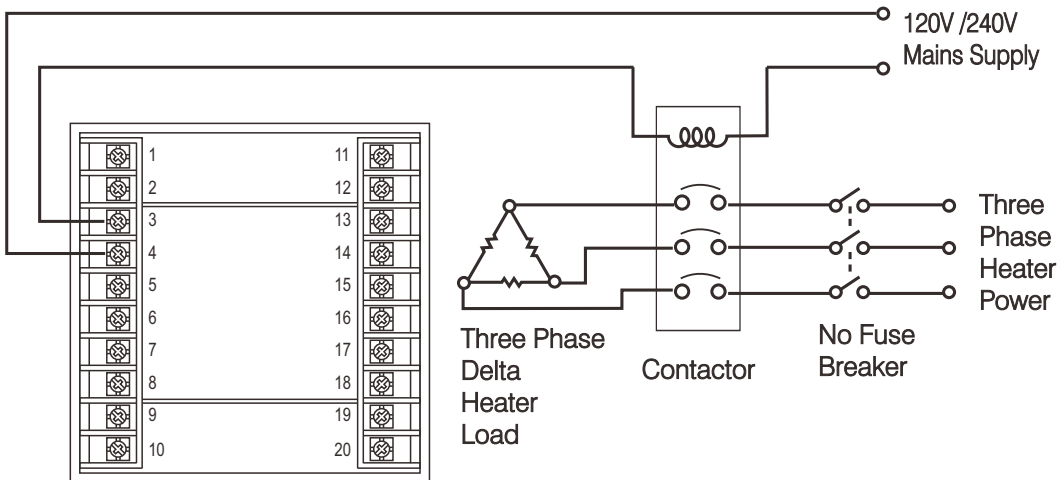 120V /240V
Mains Supply
1
2
3
4
5
6
7
8
9
10
11
12
13
14
15
16
17
18
19
20
Three
Phase
Heater
Power
Three Phase
Delta
Heater
Load
Contactor
No Fuse
Breaker